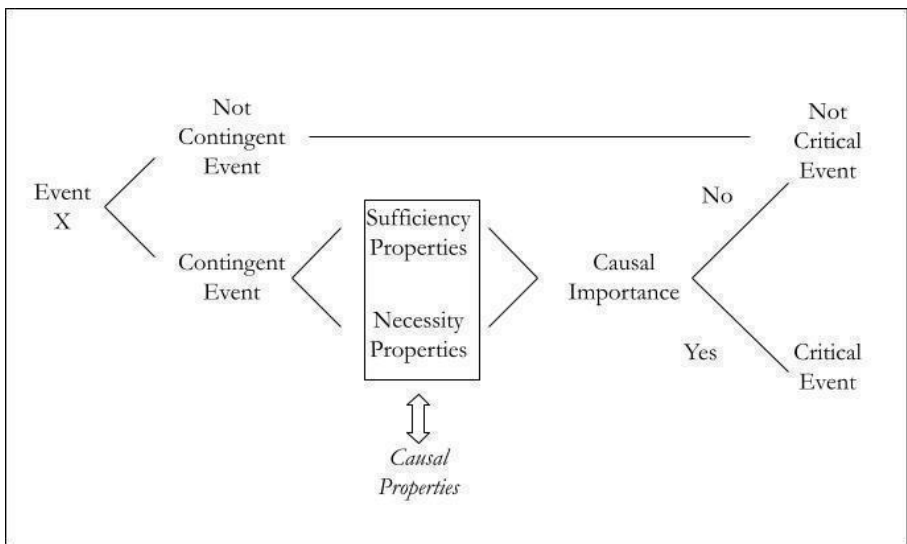 Event
X
Not
Contingent
Event
Contingent
Event
Sufficiency
Properties
Necessity
Properties
Causal
Properties
Causal
Importance
No
Yes
Not
Critical
Event
Critical
Event